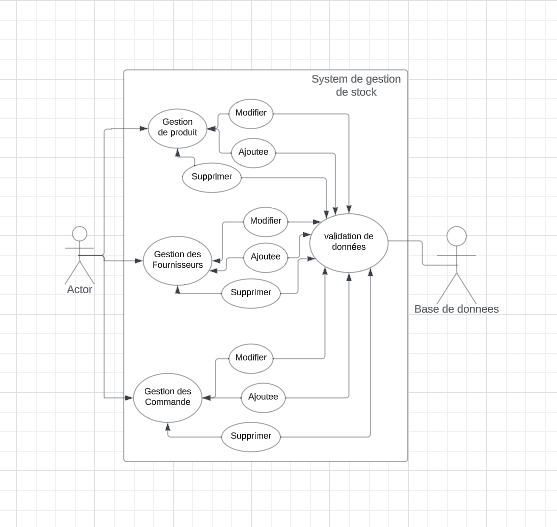 System de gestion
de stock
Modifier
Gestion
de produit
Ajoutee
Supprimer
Modifier
validation de
données
Gestion des
Fournisseurs
Ajoutee
Supprimer
Actor
Base de donnees
Modifier
Gestion des
Commande
Ajoutee
Supprimer